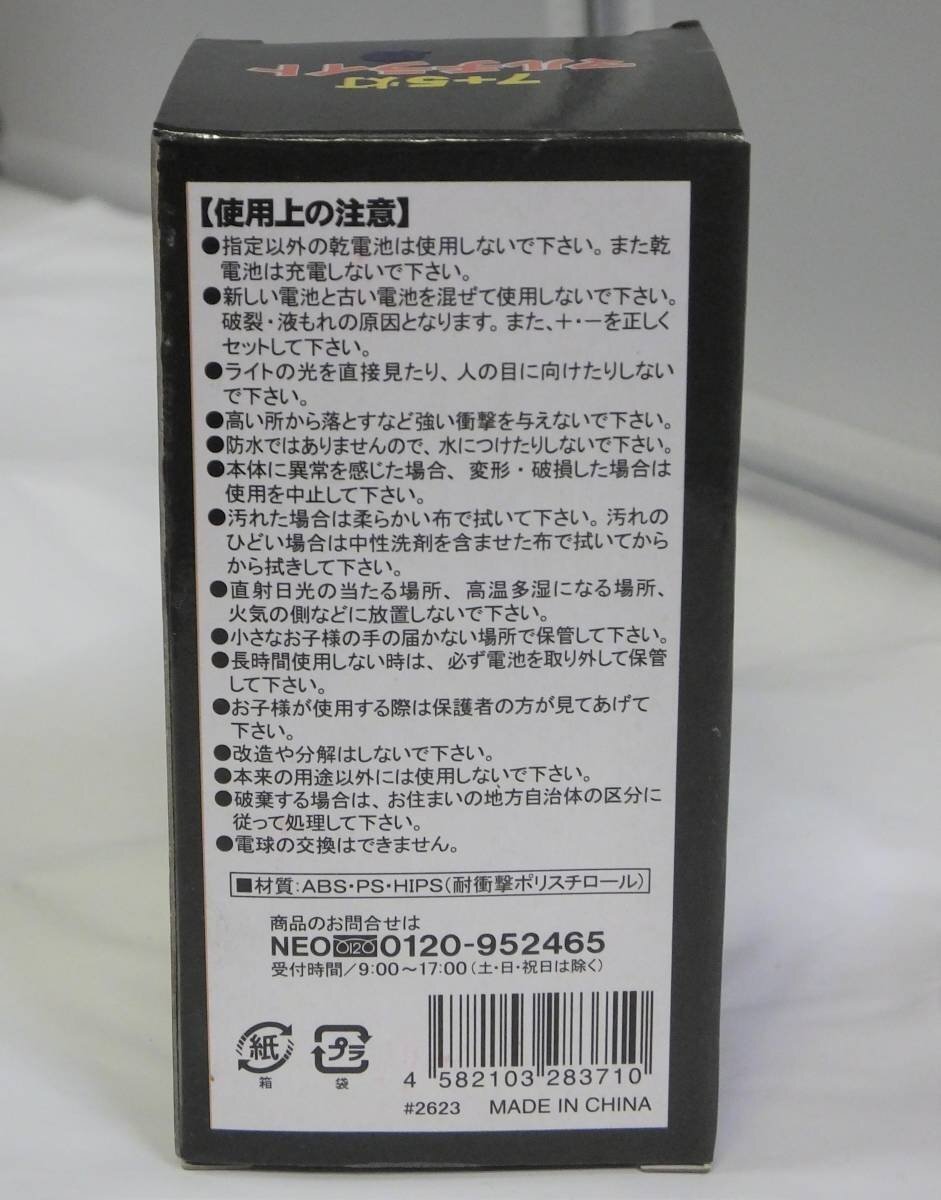 7+5灯
マルチライト
【使用上の注意】
●指定以外の乾電池は使用しないで下さい。また乾
電池は充電しないで下さい。
●新しい電池と古い電池を混ぜて使用しないで下さい。
破裂・液もれの原因となります。また、＋・－を正しく
セットして下さい。
●ライトの光を直接見たり、人の目に向けたりしない
で下さい。
●高い所から落とすなど強い衝撃を与えないで下さい。
●防水ではありませんので、水につけたりしないで下さい。
●本体に異常を感じた場合、変形・破損した場合は
使用を中止して下さい。
●汚れた場合は柔らかい布で拭いて下さい。汚れの
ひどい場合は中性洗剤を含ませた布で拭いてから
から拭きして下さい。
●直射日光の当たる場所、高温多湿になる場所、
火気の側などに放置しないで下さい。
●小さなお子様の手の届かない場所で保管して下さい。
●長時間使用しない時は、必ず電池を取り外して保管
して下さい。
●お子様が使用する際は保護者の方が見てあげて
下さい。
●改造や分解はしないで下さい。
●本来の用途以外には使用しないで下さい。
●破棄する場合は、お住まいの地方自治体の区分に
従って処理して下さい。
●電球の交換はできません。
■材質：ABS・PS・HIPS（耐衝撃ポリスチロール）
商品のお問合せは
NEO 0120 0120-952465
受付時間／9:00～17:00（土・日・祝日は除く）
紙 プラ
箱 袋
4 582103 283710
#2623 MADE IN CHINA